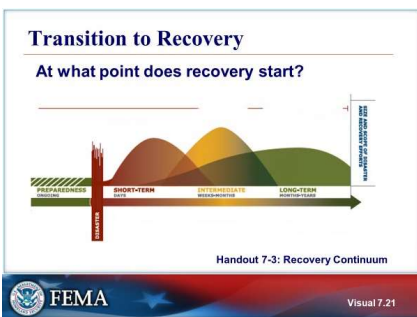 Transition to Recovery
At what point does recovery start?
SIZE AND SCOPE OF DISASTER
AND RECOVERY EFFORTS
PREPAREDNESS
ONGOING
SHORT-TERM
DAYS
INTERMEDIATE
WEEKS-MONTHS
LONG-TERM
MONTHS-YEARS
DISASTER
Handout 7-3: Recovery Continuum
FEMA
Visual 7.21